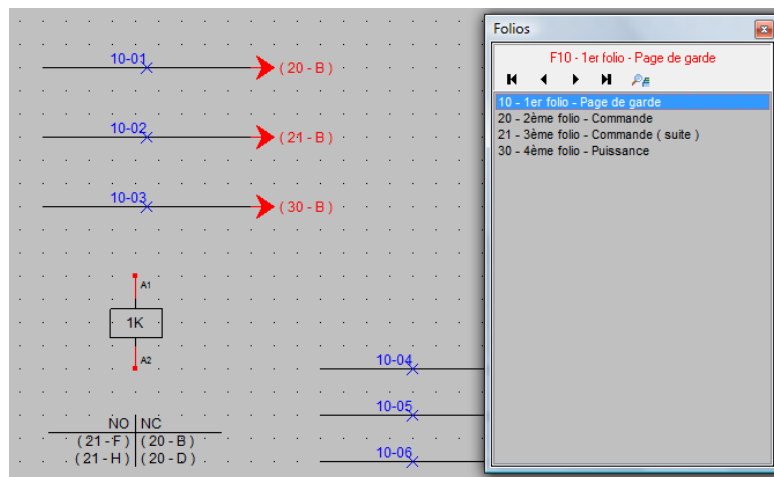 10-01
( 20 - B )
10-02
( 21 - B )
10-03
( 30 - B )
A1
1K
A2
NO NC
( 21 - F ) ( 20 - B )
( 21 - H ) ( 20 - D )
10-04
10-05
10-06
Folios
F10 - 1er folio - Page de garde
10 - 1er folio - Page de garde
20 - 2ème folio - Commande
21 - 3ème folio - Commande ( suite )
30 - 4ème folio - Puissance